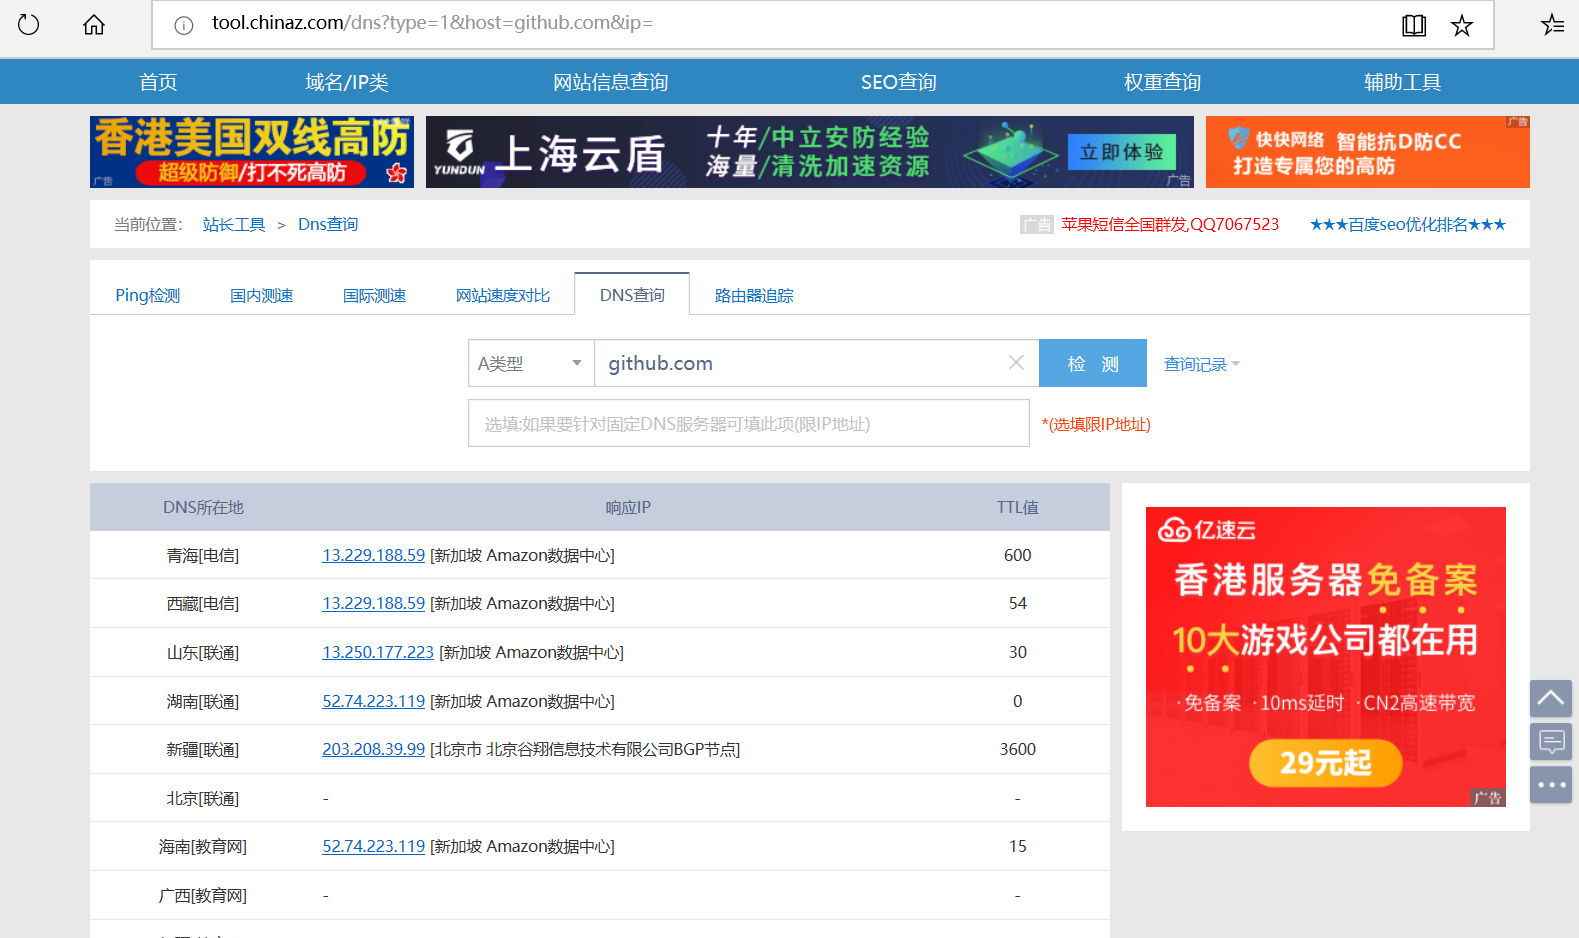 tool.chinaz.com/dns?type=1&host=github.com&ip=
首页 域名/IP类 网站信息查询 SEO查询 权重查询 辅助工具
香港美国双线高防
超级防御/打不死高防
广告
YUNDUN 上海云盾
十年/中立安防经验
海量/清洗加速资源
立即体验
广告
广告
快快网络 智能抗D防CC
打造专属您的高防
当前位置： 站长工具 > Dns查询
广告 苹果短信全国群发,QQ7067523 ★★★百度seo优化排名★★★
Ping检测 国内测速 国际测速 网站速度对比 DNS查询 路由器追踪
A类型 github.com 检 测 查询记录
选填:如果要针对固定DNS服务器可填此项(限IP地址) *(选填限IP地址)
DNS所在地 响应IP TTL值
青海[电信] 13.229.188.59 [新加坡 Amazon数据中心] 600
西藏[电信] 13.229.188.59 [新加坡 Amazon数据中心] 54
山东[联通] 13.250.177.223 [新加坡 Amazon数据中心] 30
湖南[联通] 52.74.223.119 [新加坡 Amazon数据中心] 0
新疆[联通] 203.208.39.99 [北京市 北京谷翔信息技术有限公司BGP节点] 3600
北京[联通] - -
海南[教育网] 52.74.223.119 [新加坡 Amazon数据中心] 15
广西[教育网] - -
亿速云
香港服务器免备案
10大游戏公司都在用
·免备案 ·10ms延时 ·CN2高速带宽
29元起
广告